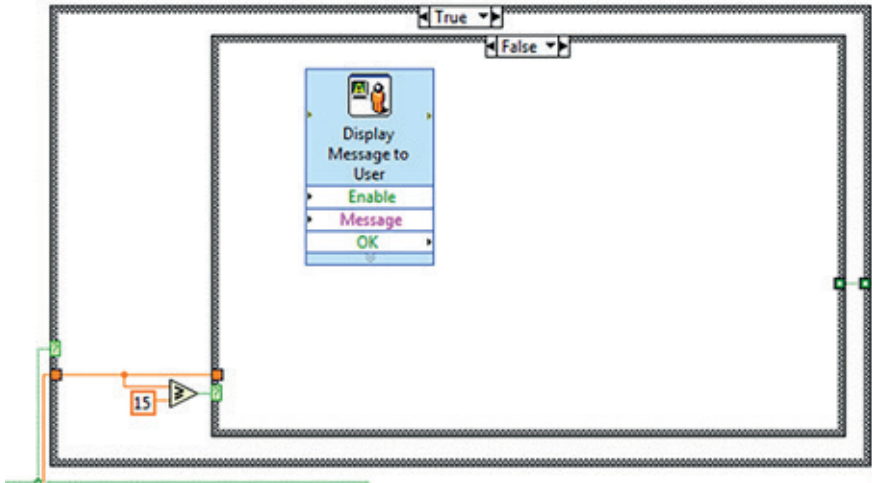 True
False
Display
Message to
User
Enable
Message
OK
15